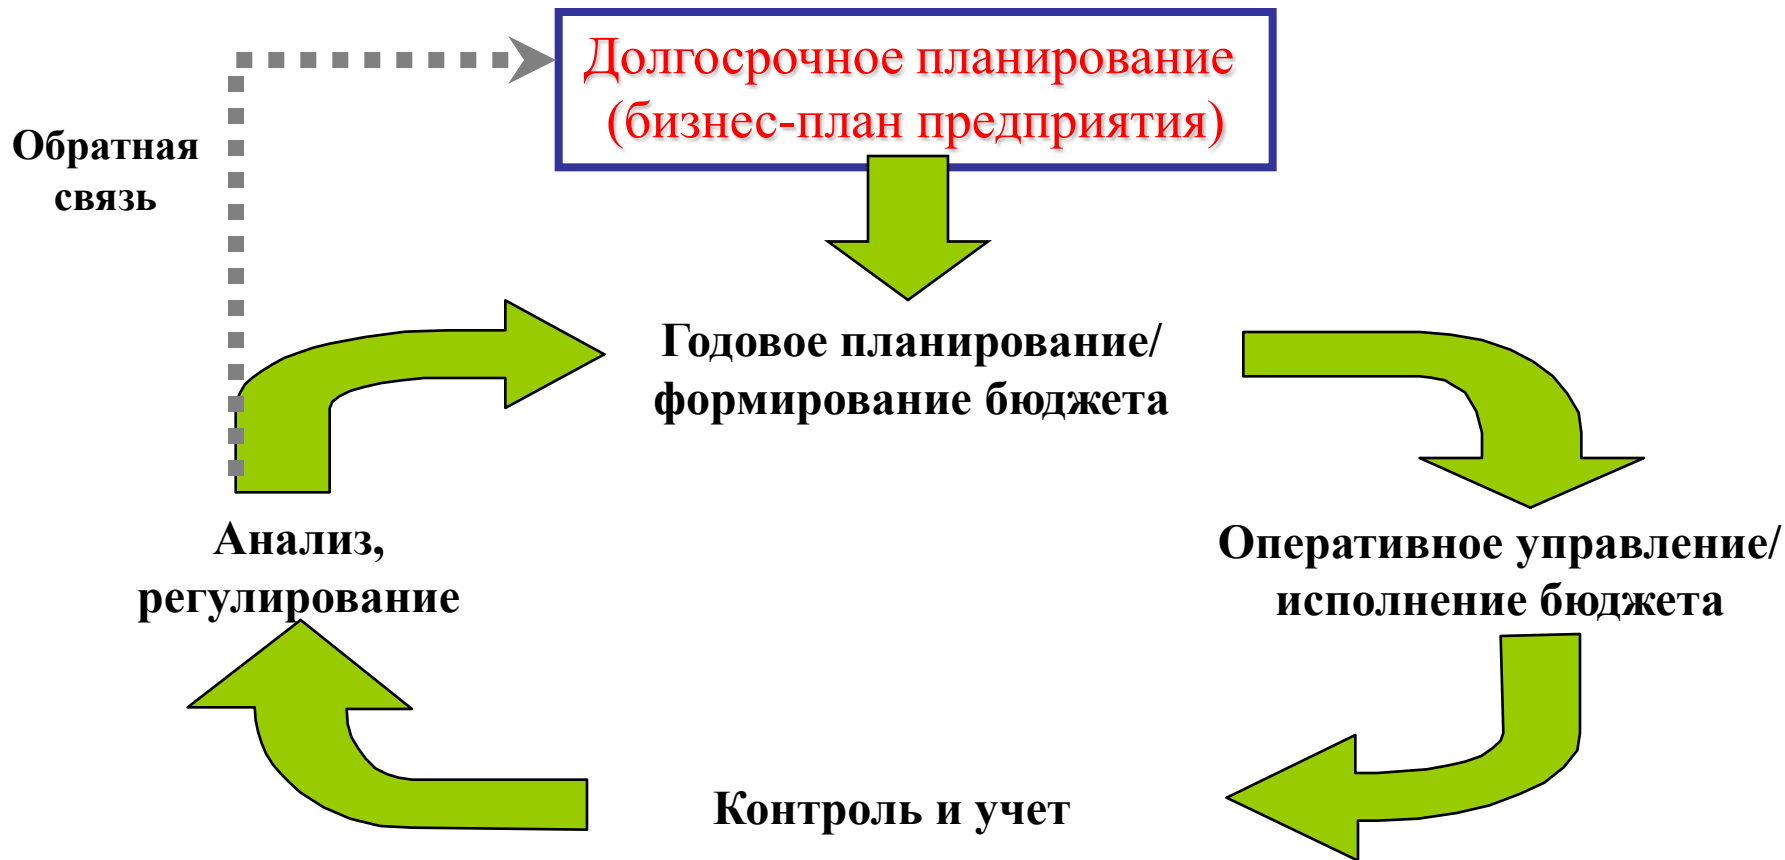 Долгосрочное планирование
(бизнес-план предприятия)
Обратная
связь
Годовое планирование/
формирование бюджета
Анализ,
регулирование
Оперативное управление/
исполнение бюджета
Контроль и учет